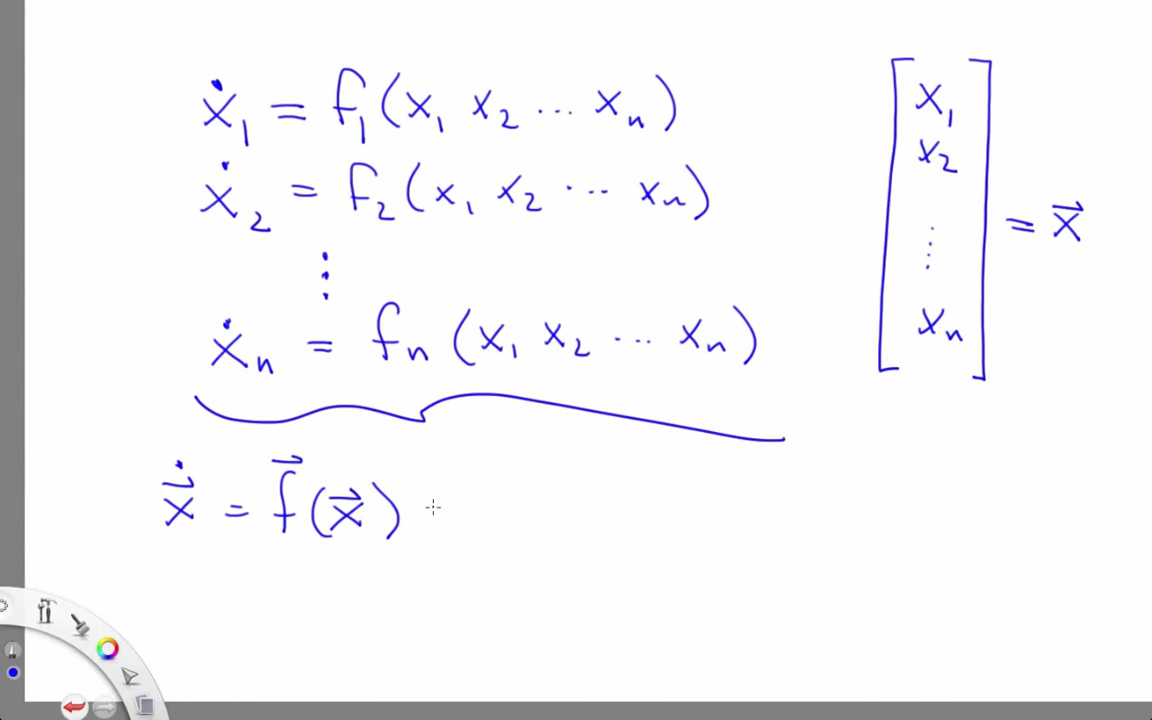 ẋ₁ = f₁(x₁ x₂ ... xₙ)
ẋ₂ = f₂(x₁ x₂ ... xₙ)
⋮
ẋₙ = fₙ(x₁ x₂ ... xₙ)
[x₁ x₂ ⋮ xₙ] = x⃗
ẋ⃗ = f⃗(x⃗)